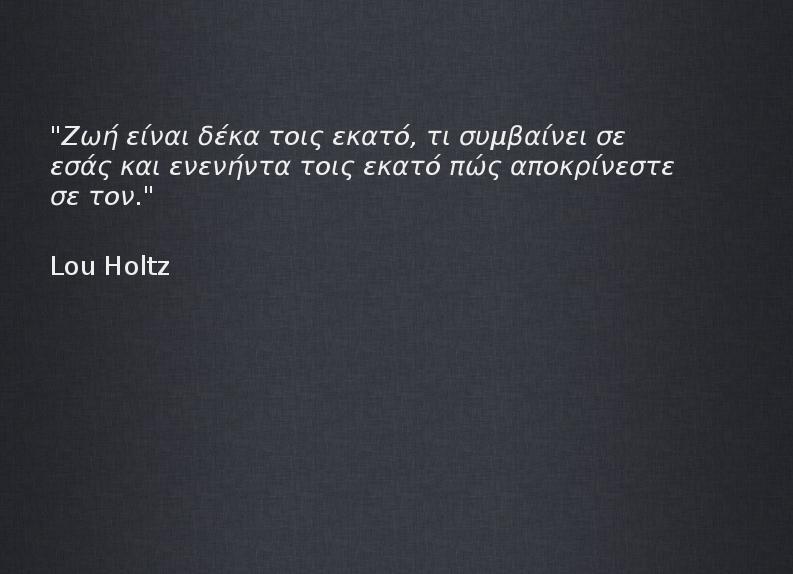 "Ζωή είναι δέκα τοις εκατό, τι συμβαίνει σε
εσάς και ενενήντα τοις εκατό πώς αποκρίνεστε
σε τον."
Lou Holtz